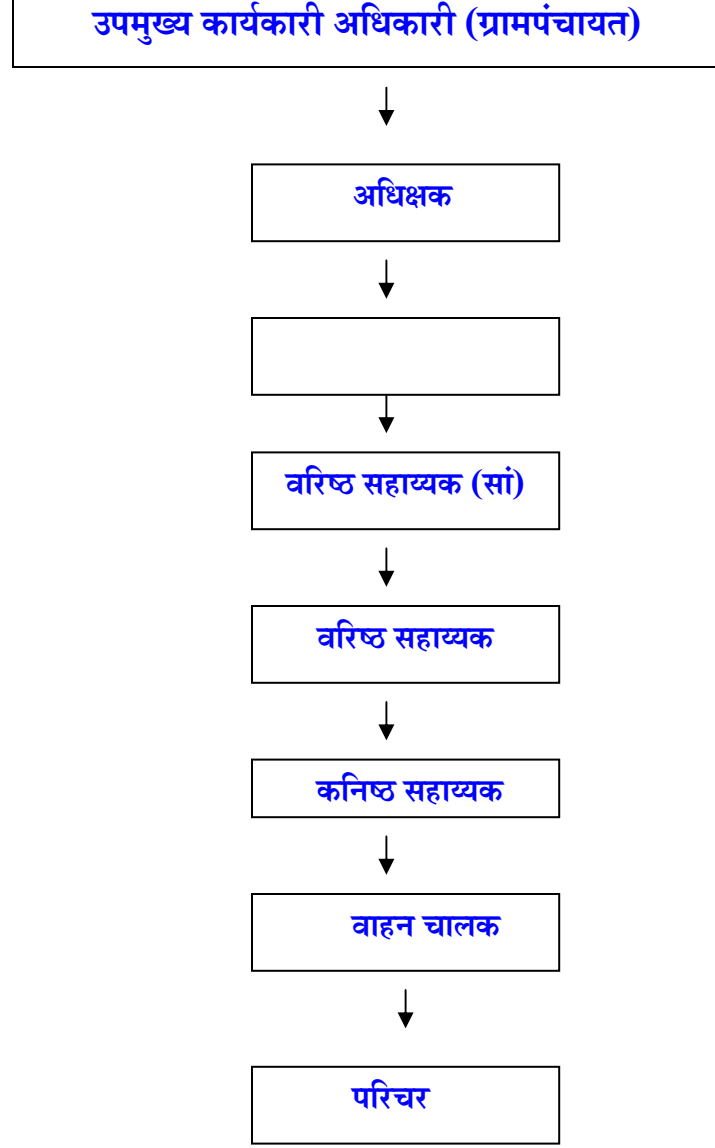 उपमुख्य कार्यकारी अधिकारी (ग्रामपंचायत)
अधिक्षक
वरिष्ठ सहाय्यक (सां)
वरिष्ठ सहाय्यक
कनिष्ठ सहाय्यक
वाहन चालक
परिचर